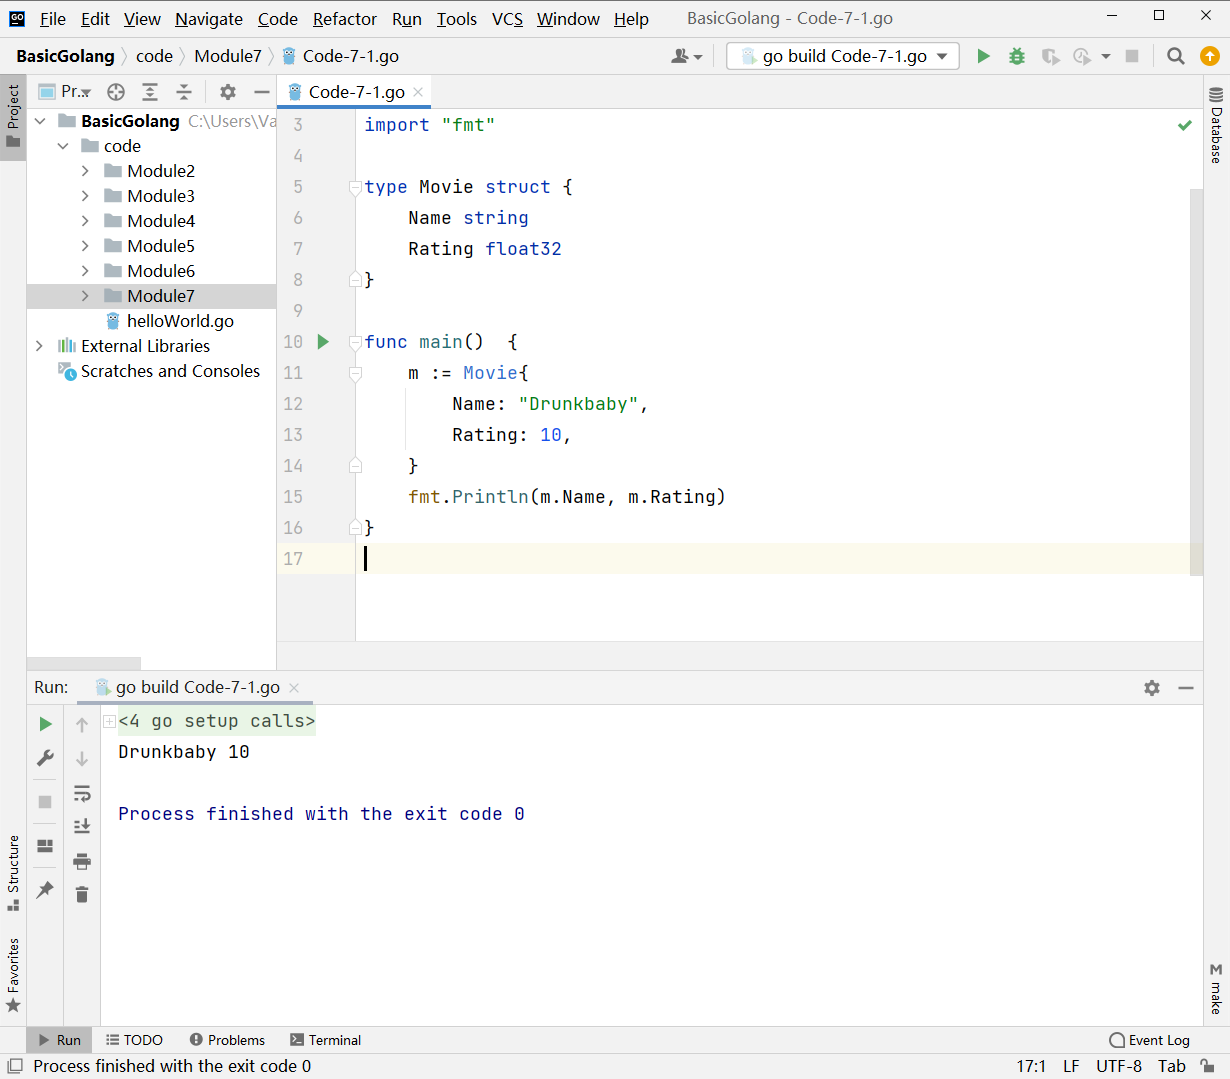 GO File Edit View Navigate Code Refactor Run Tools VCS Window Help BasicGolang - Code-7-1.go
BasicGolang code Module7 Code-7-1.go go build Code-7-1.go
Project
Pr..
Code-7-1.go
BasicGolang C:\Users\Va
code
Module2
Module3
Module4
Module5
Module6
Module7
helloWorld.go
External Libraries
Scratches and Consoles
3 import "fmt"
4
5 type Movie struct {
6 Name string
7 Rating float32
8 }
9
10 func main()  {
11 m := Movie{
12 Name: "Drunkbaby",
13 Rating: 10,
14 }
15 fmt.Println(m.Name, m.Rating)
16 }
17
Database
Run: go build Code-7-1.go
<4 go setup calls>
Drunkbaby 10
Process finished with the exit code 0
Structure
Favorites
make
Run TODO Problems Terminal Event Log
Process finished with the exit code 0 17:1 LF UTF-8 Tab